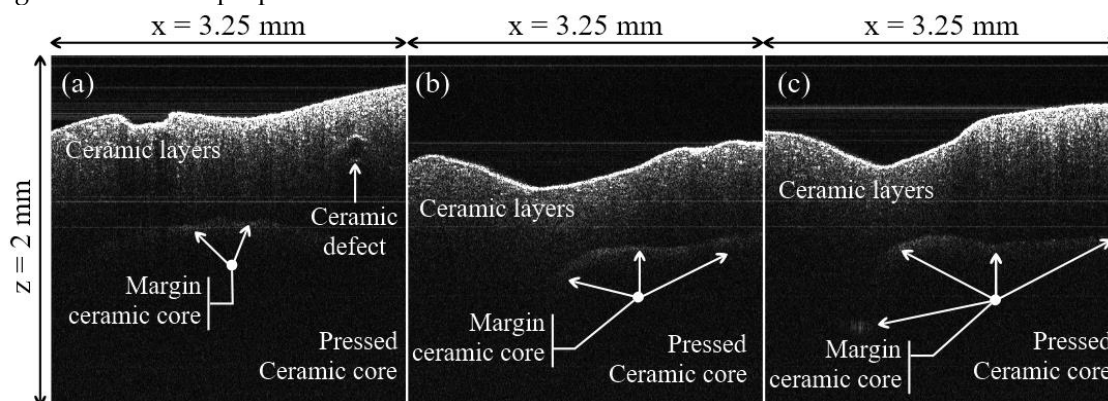 x = 3.25 mm
x = 3.25 mm
x = 3.25 mm
z = 2 mm
(a)
Ceramic layers
Ceramic
defect
Margin
ceramic core
Pressed
Ceramic core
(b)
Ceramic layers
Margin
ceramic core
Pressed
Ceramic core
(c)
Ceramic layers
Margin
ceramic core
Pressed
Ceramic core